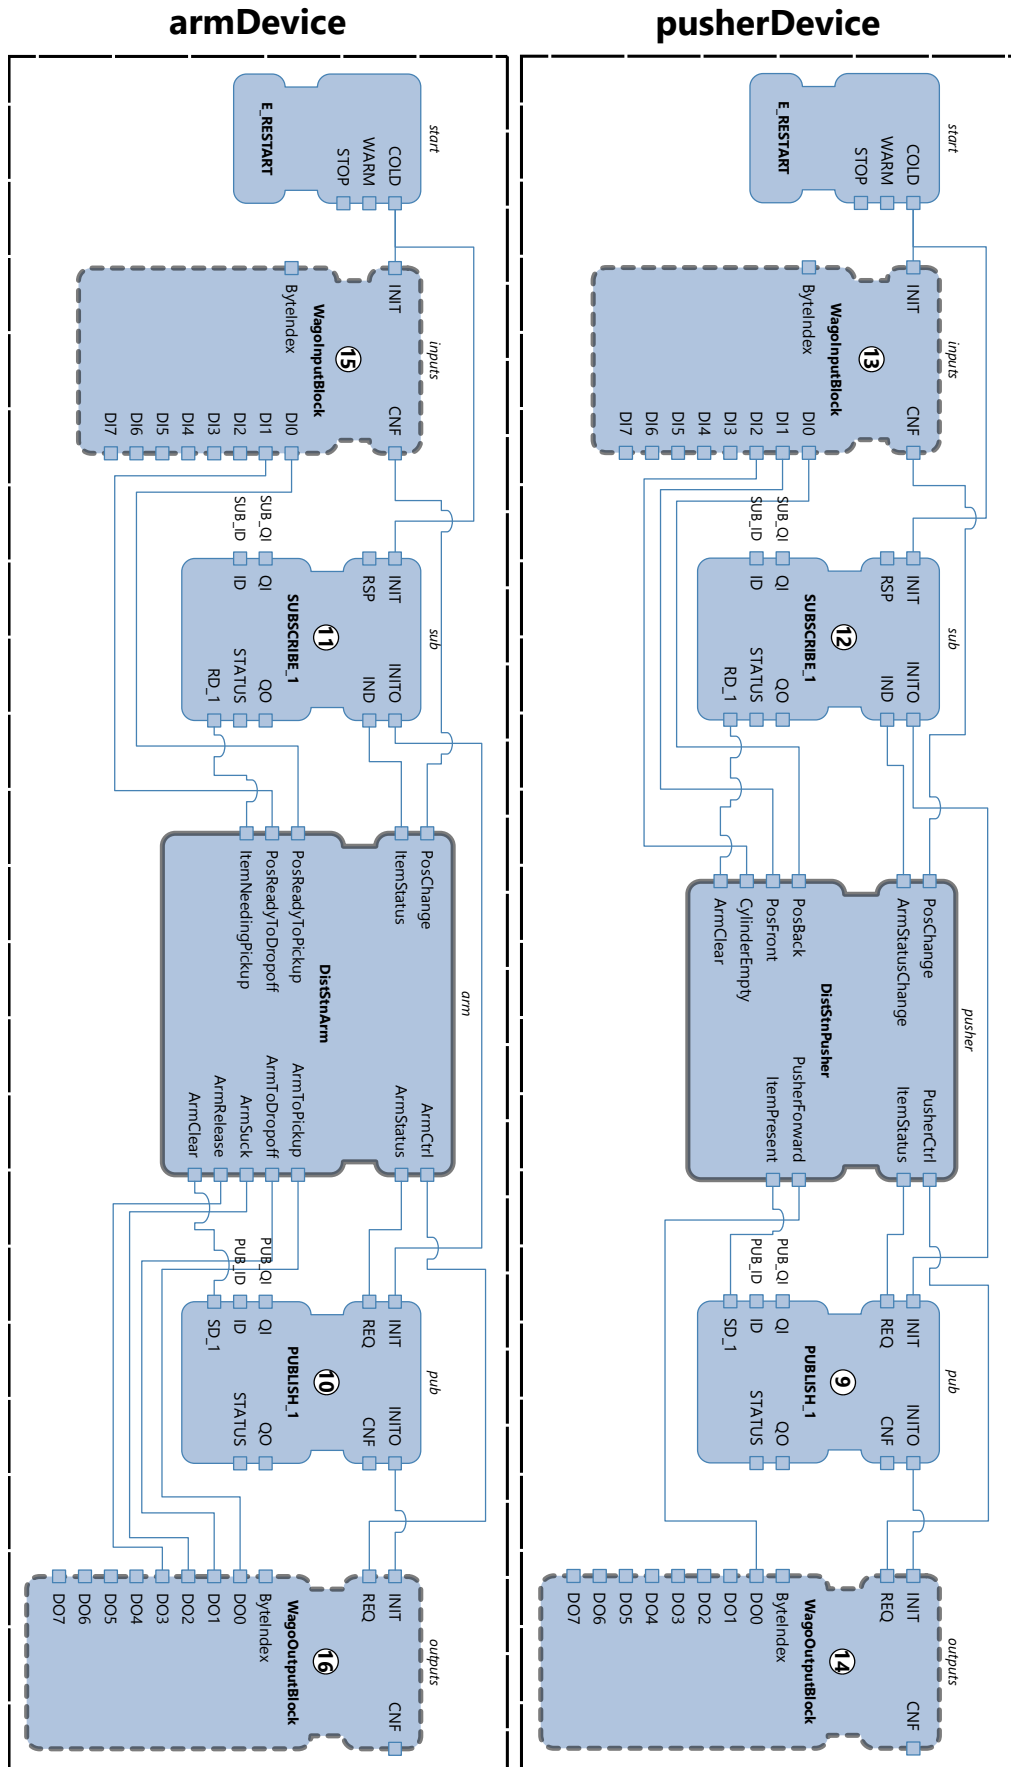 armDevice
pusherDevice
start
COLD
WARM
STOP
E_RESTART
inputs
INIT
CNF
15
WagoInputBlock
ByteIndex
DI0
DI1
DI2
DI3
DI4
DI5
DI6
DI7
SUB_QI
SUB_ID
sub
INIT
INITO
RSP
IND
11
SUBSCRIBE_1
QI
QO
ID
STATUS
RD_1
arm
PosChange
ArmCtrl
ItemStatus
ArmStatus
DistStnArm
PosReadyToPickup
ArmToPickup
PosReadyToDropoff
ArmToDropoff
ItemNeedingPickup
ArmSuck
ArmRelease
ArmClear
PUB_QI
PUB_ID
pub
INIT
INITO
REQ
CNF
10
PUBLISH_1
QI
QO
ID
STATUS
SD_1
outputs
INIT
CNF
REQ
16
WagoOutputBlock
ByteIndex
DO0
DO1
DO2
DO3
DO4
DO5
DO6
DO7
start
COLD
WARM
STOP
E_RESTART
inputs
INIT
CNF
13
WagoInputBlock
ByteIndex
DI0
DI1
DI2
DI3
DI4
DI5
DI6
DI7
SUB_QI
SUB_ID
sub
INIT
INITO
RSP
IND
12
SUBSCRIBE_1
QI
QO
ID
STATUS
RD_1
pusher
PosChange
PusherCtrl
ArmStatusChange
ItemStatus
DistStnPusher
PosBack
PusherForward
PosFront
ItemPresent
CylinderEmpty
ArmClear
PUB_QI
PUB_ID
pub
INIT
INITO
REQ
CNF
9
PUBLISH_1
QI
QO
ID
STATUS
SD_1
outputs
INIT
CNF
REQ
14
WagoOutputBlock
ByteIndex
DO0
DO1
DO2
DO3
DO4
DO5
DO6
DO7